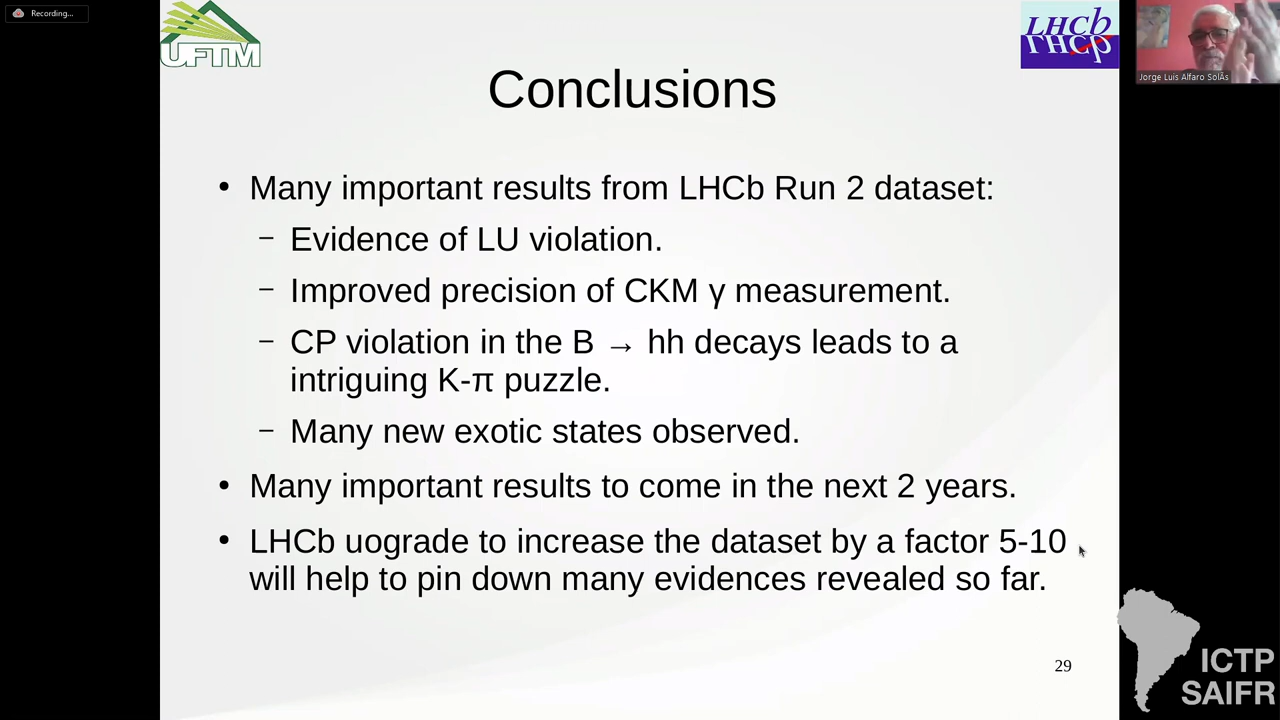 Recording...
UFTM
LHCb
Jorge Luis Alfaro SolÃs
Conclusions
• Many important results from LHCb Run 2 dataset:
– Evidence of LU violation.
– Improved precision of CKM γ measurement.
– CP violation in the B → hh decays leads to a
intriguing K-π puzzle.
– Many new exotic states observed.
• Many important results to come in the next 2 years.
• LHCb uograde to increase the dataset by a factor 5-10
will help to pin down many evidences revealed so far.
29
ICTP
SAIFR